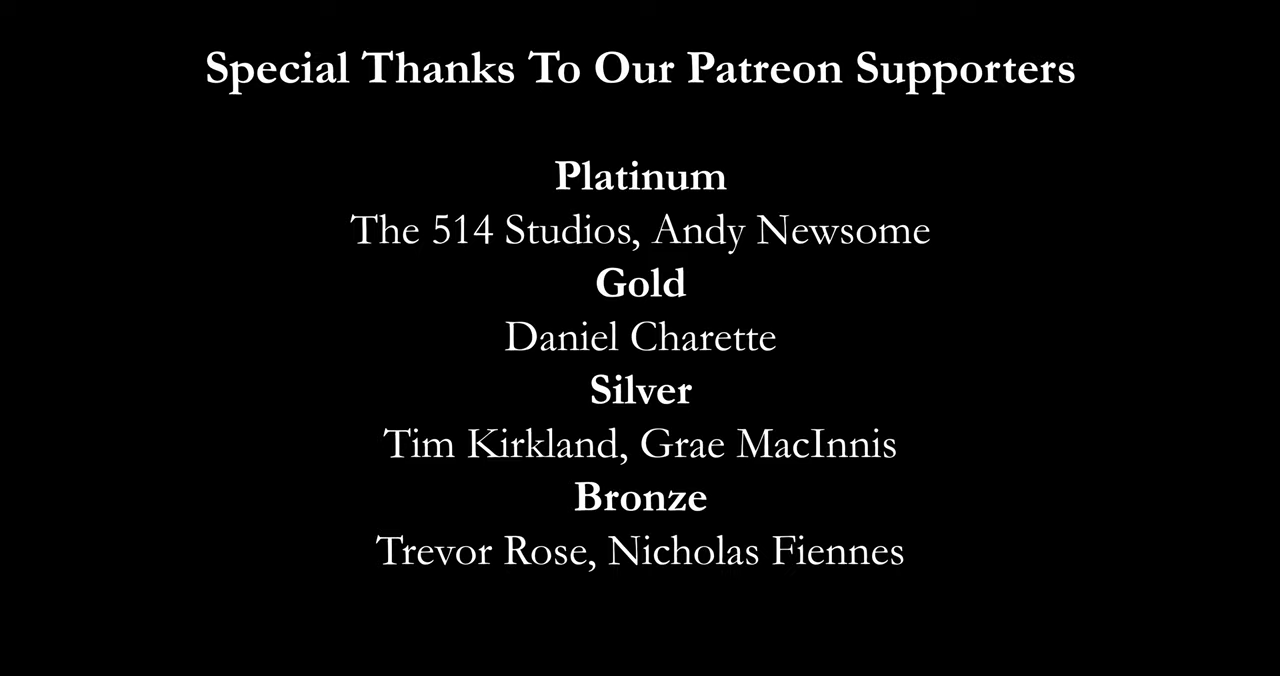 Special Thanks To Our Patreon Supporters
Platinum
The 514 Studios, Andy Newsome
Gold
Daniel Charette
Silver
Tim Kirkland, Grae MacInnis
Bronze
Trevor Rose, Nicholas Fiennes